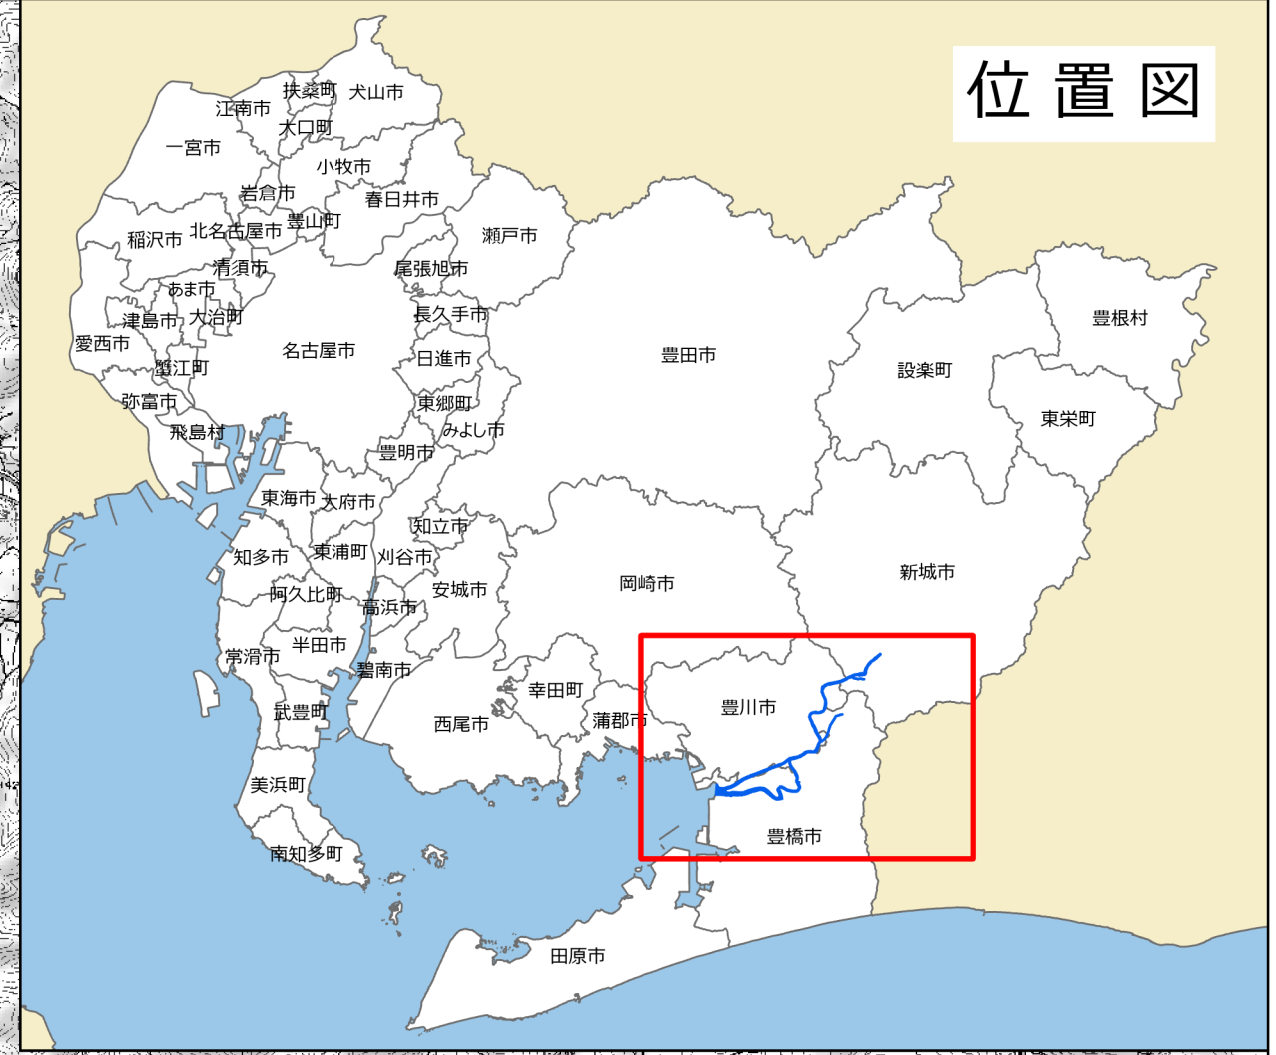 位置図
扶桑町
犬山市
江南市
大口町
一宮市
小牧市
岩倉市
春日井市
豊山町
北名古屋市
稲沢市
瀬戸市
清須市
尾張旭市
あま市
長久手市
津島市
大治町
豊根村
愛西市
名古屋市
日進市
豊田市
蟹江町
設楽町
弥富市
東郷町
東栄町
飛島村
みよし市
豊明市
東海市
大府市
知立市
知多市
東浦町
刈谷市
新城市
岡崎市
安城市
阿久比町
高浜市
半田市
常滑市
碧南市
幸田町
豊川市
武豊町
西尾市
蒲郡市
美浜町
豊橋市
南知多町
田原市